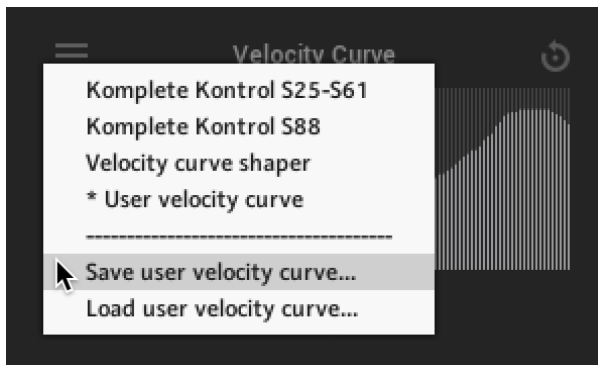 Velocity Curve
Komplete Kontrol S25-S61
Komplete Kontrol S88
Velocity curve shaper
* User velocity curve
--------------------------------------
Save user velocity curve...
Load user velocity curve...